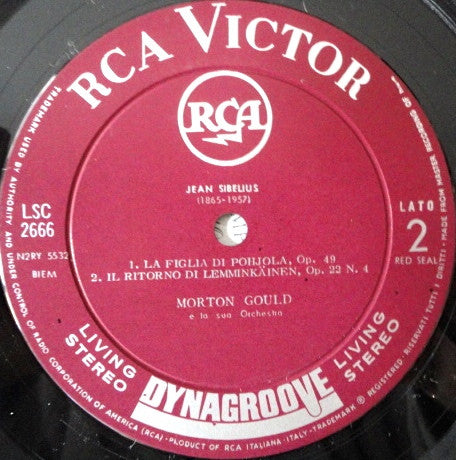 RCA VICTOR
RCA
JEAN SIBELIUS
(1865-1957)
LSC
2666
N2RY 5532
BIEM
LATO
2
RED SEAL
1. LA FIGLIA DI POHJOLA, Op. 49
2. IL RITORNO DI LEMMINKÄINEN, Op. 22 N. 4
MORTON GOULD
e la sua Orchestra
LIVING
STEREO
DYNAGROOVE
LIVING
STEREO
TRADEMARK USED BY AUTHORITY AND UNDER CONTROL OF RADIO CORPORATION OF AMERICA (RCA) - PRODUCT OF RCA ITALIANA - ITALY - TRADEMARK ® REGISTERED - RISERVATI TUTTI I DIRITTI - MADE FROM MASTER RECORDING OF